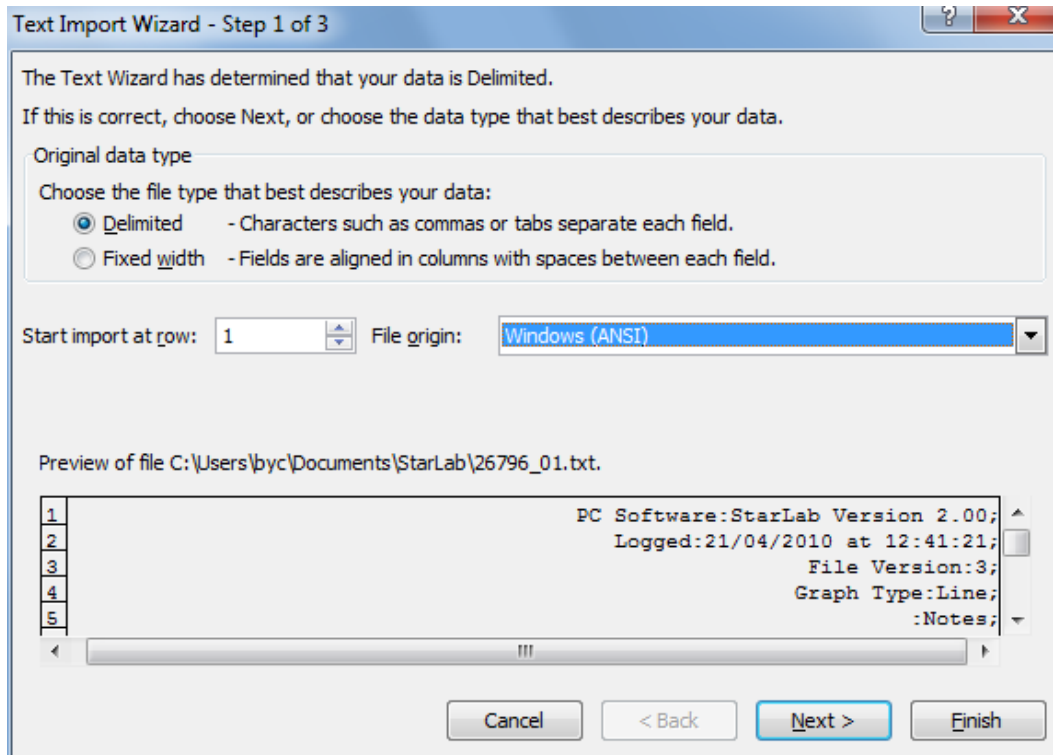 Text Import Wizard - Step 1 of 3
The Text Wizard has determined that your data is Delimited.
If this is correct, choose Next, or choose the data type that best describes your data.
Original data type
Choose the file type that best describes your data:
Delimited - Characters such as commas or tabs separate each field.
Fixed width - Fields are aligned in columns with spaces between each field.
Start import at row: 1 File origin: Windows (ANSI)
Preview of file C:\Users\byc\Documents\StarLab\26796_01.txt.
1 PC Software:StarLab Version 2.00;
2 Logged:21/04/2010 at 12:41:21;
3 File Version:3;
4 Graph Type:Line;
5 :Notes;
Cancel < Back Next > Finish